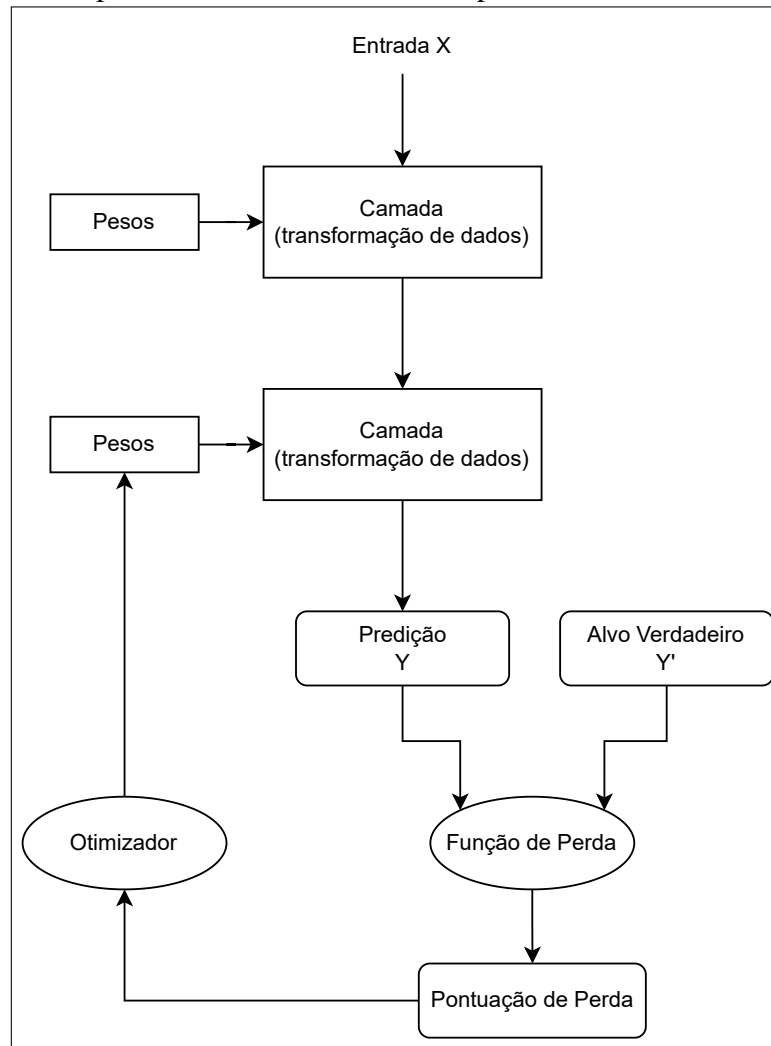 Entrada X
Pesos
Camada
(transformação de dados)
Pesos
Camada
(transformação de dados)
Predição
Y
Alvo Verdadeiro
Y'
Otimizador
Função de Perda
Pontuação de Perda